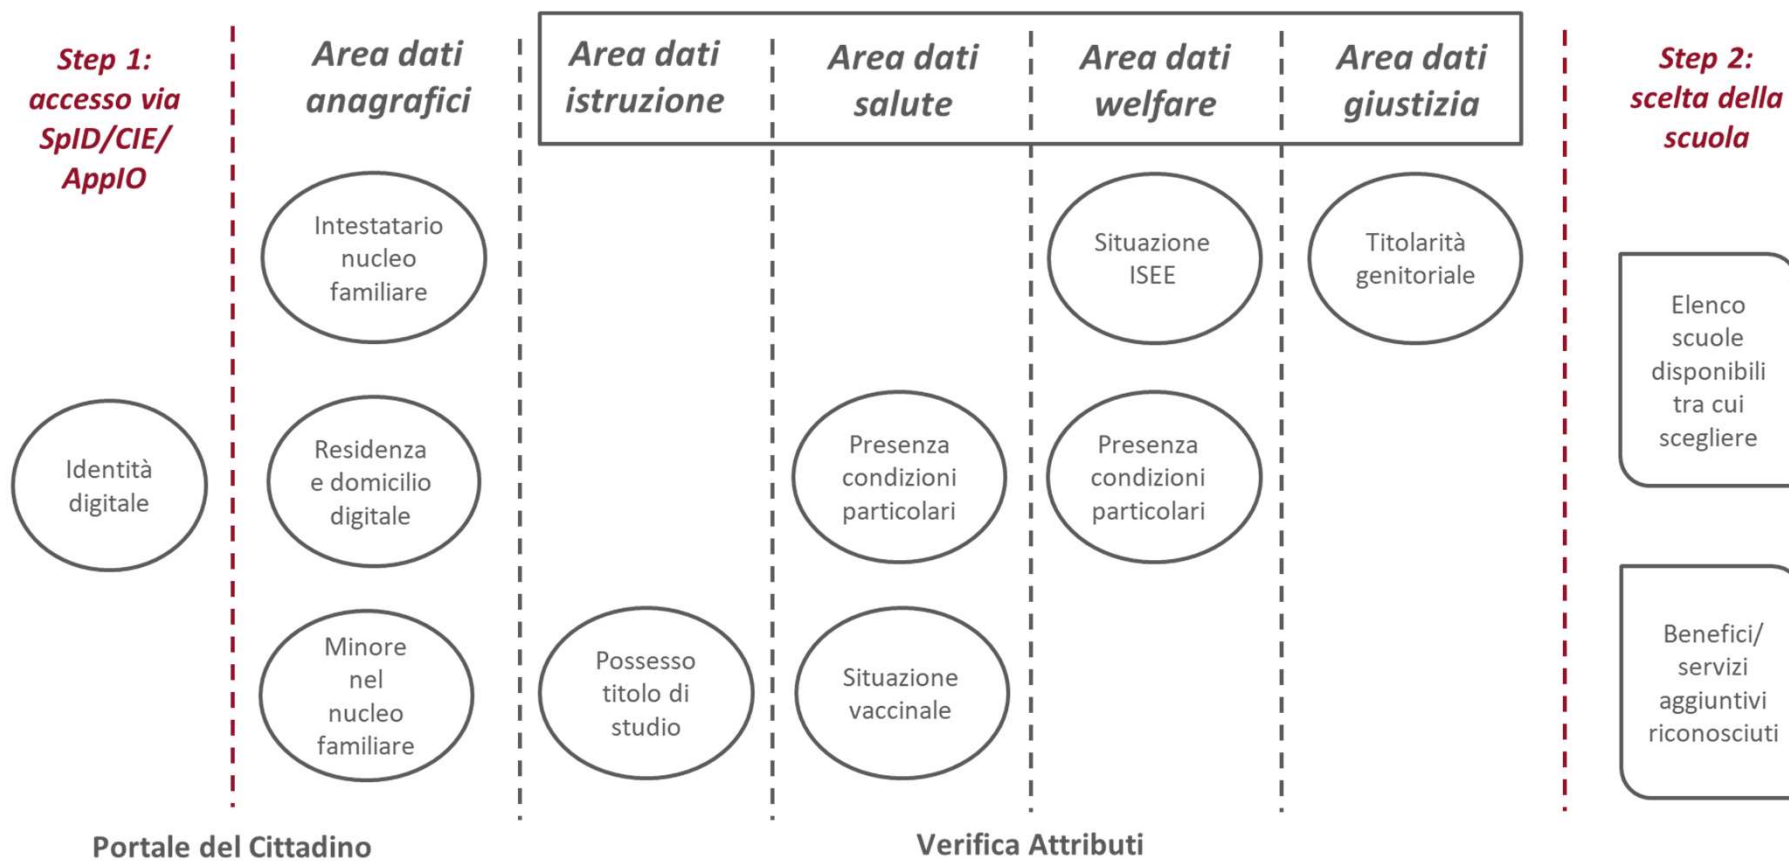 Step 1:
accesso via
SpID/CIE/
AppIO
Area dati
anagrafici
Area dati
istruzione
Area dati
salute
Area dati
welfare
Area dati
giustizia
Step 2:
scelta della
scuola
Identità
digitale
Intestatario
nucleo
familiare
Residenza
e domicilio
digitale
Minore
nel
nucleo
familiare
Possesso
titolo di
studio
Presenza
condizioni
particolari
Situazione
vaccinale
Situazione
ISEE
Presenza
condizioni
particolari
Titolarità
genitoriale
Elenco
scuole
disponibili
tra cui
scegliere
Benefici/
servizi
aggiuntivi
riconosciuti
Portale del Cittadino
Verifica Attributi